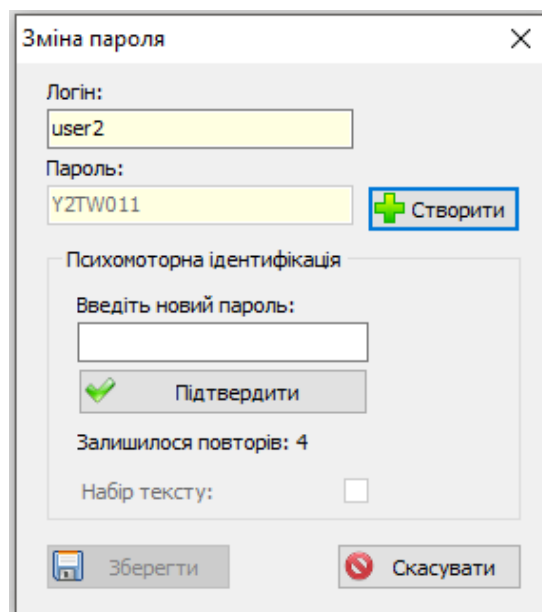 Зміна пароля
Логін:
user2
Пароль:
Y2TW011
Створити
Психомоторна ідентифікація
Введіть новий пароль:
Підтвердити
Залишилося повторів: 4
Набір тексту:
Зберегти
Скасувати